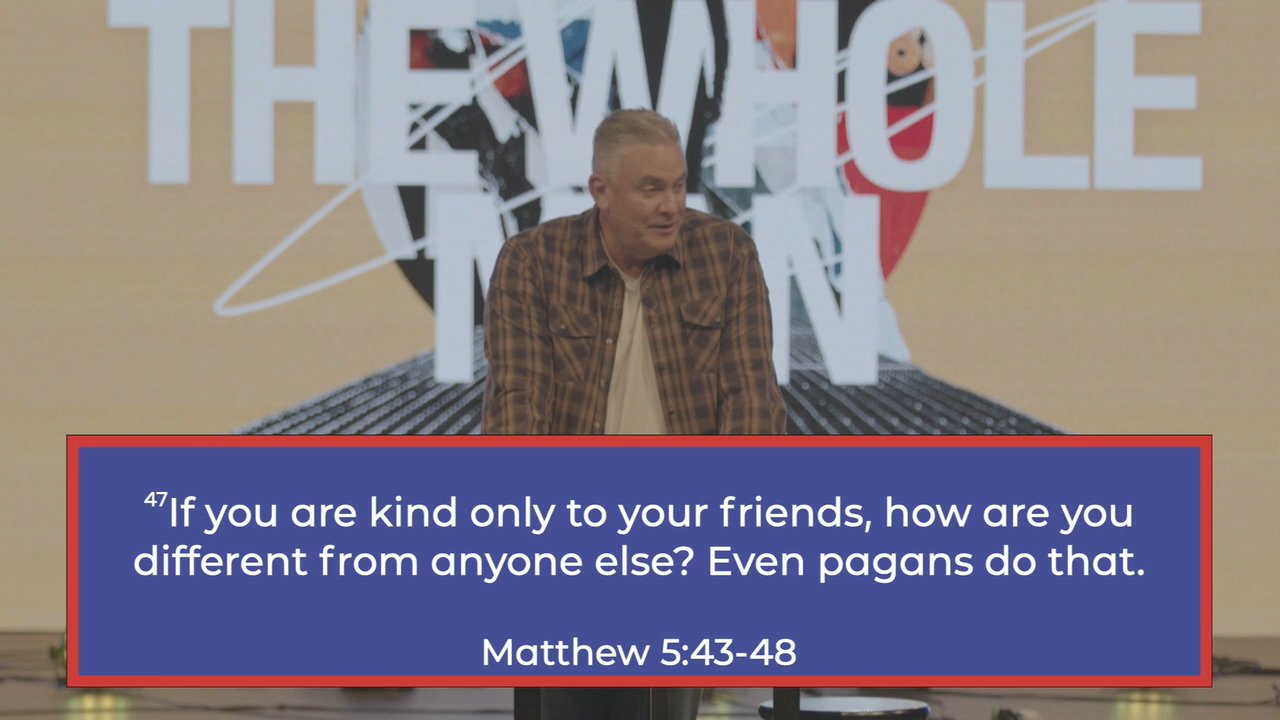 THE WHOLE
M N
47If you are kind only to your friends, how are you
different from anyone else? Even pagans do that.
Matthew 5:43-48